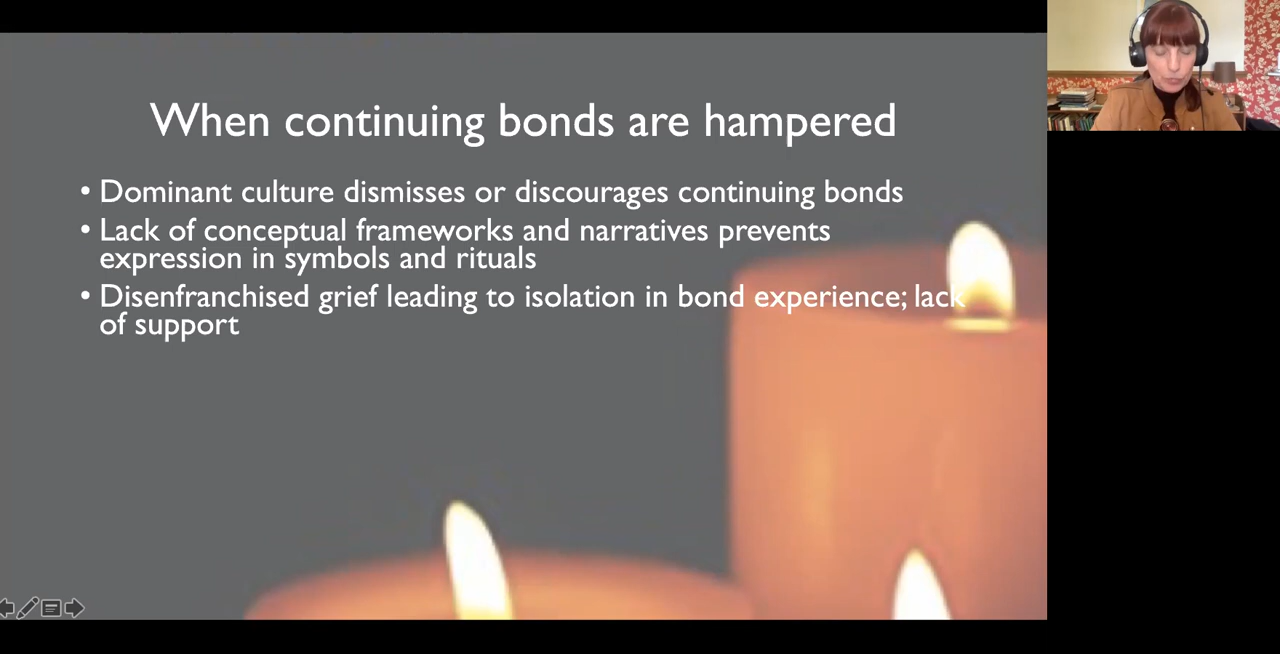 When continuing bonds are hampered
• Dominant culture dismisses or discourages continuing bonds
• Lack of conceptual frameworks and narratives prevents
expression in symbols and rituals
• Disenfranchised grief leading to isolation in bond experience; lack
of support